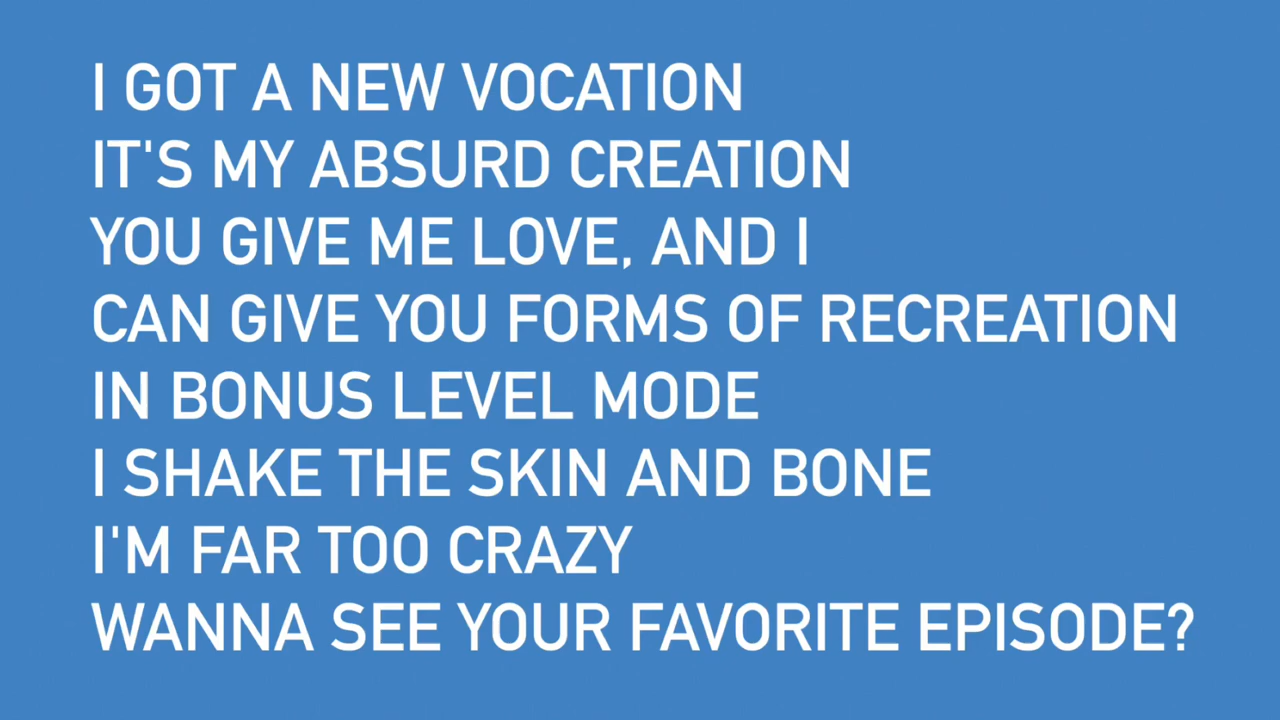 I GOT A NEW VOCATION
IT'S MY ABSURD CREATION
YOU GIVE ME LOVE, AND I
CAN GIVE YOU FORMS OF RECREATION
IN BONUS LEVEL MODE
I SHAKE THE SKIN AND BONE
I'M FAR TOO CRAZY
WANNA SEE YOUR FAVORITE EPISODE?